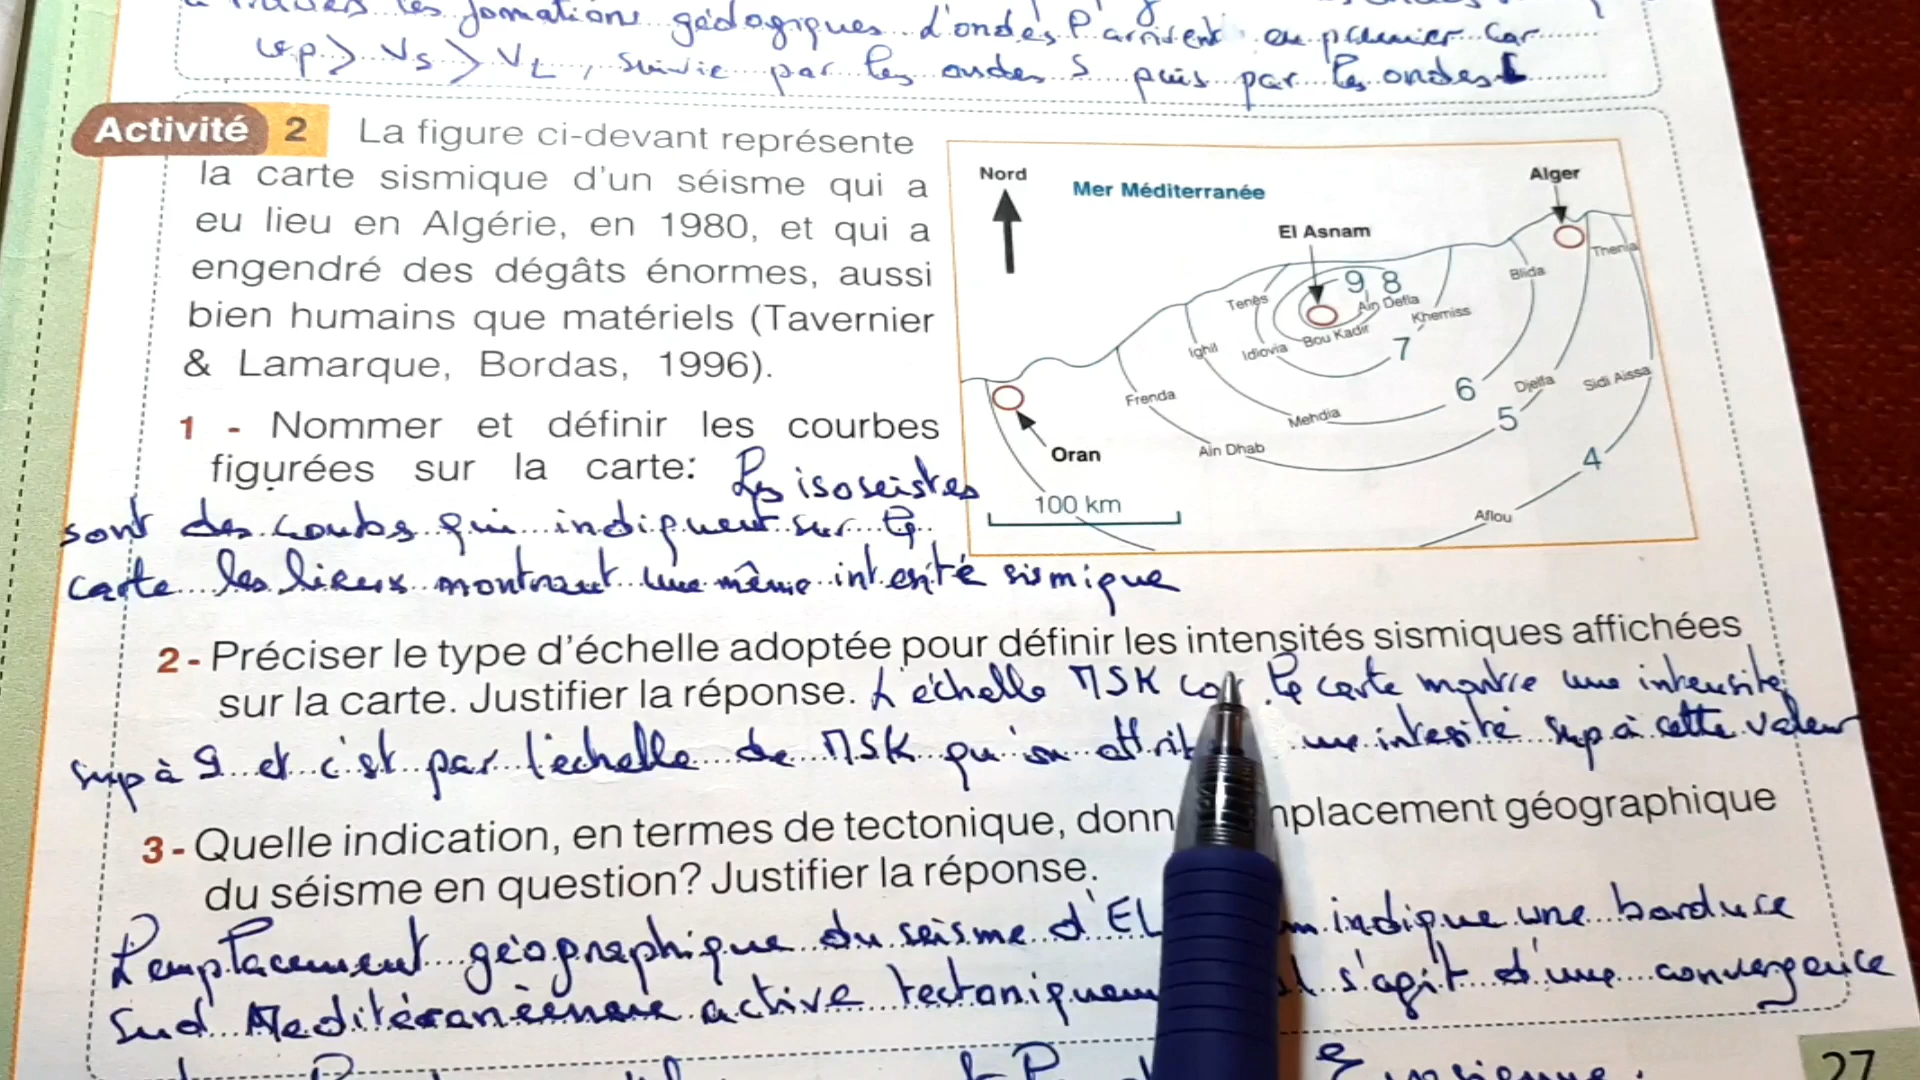 les formations géologiques d'ondes P arrivent en premier car
vp > vs > vL, suivie par les ondes S puis par les ondes L
Activité 2 La figure ci-devant représente
la carte sismique d'un séisme qui a
eu lieu en Algérie, en 1980, et qui a
engendré des dégâts énormes, aussi
bien humains que matériels (Tavernier
& Lamarque, Bordas, 1996).
Nord
Mer Méditerranée
Alger
El Asnam
Thenia
Blida
9 8
Tenès
Ain Defla
Khemiss
Bou Kadir
Ighil
Idiovia
7
6
Djelfa
Sidi Aissa
Frenda
Mehdia
5
Oran
Ain Dhab
4
100 km
Aflou
1 - Nommer et définir les courbes
figurées sur la carte: Les isoseistes
sont des courbs qui indiquent sur la
carte les lieux montrant une même intensité sismique
2 - Préciser le type d'échelle adoptée pour définir les intensités sismiques affichées
sur la carte. Justifier la réponse. L'échelle MSK car la carte montre une intensité
sup à 9 et c'est par l'échelle de MSK qu'on une intesité sup à cette valeur
3 - Quelle indication, en termes de tectonique, donn mplacement géographique
du séisme en question? Justifier la réponse.
L'emplacement géographique du seisme d'EL m indique une bordure
Sud Mediteranéenne active tectoniquem il s'agit d'une convergence
27